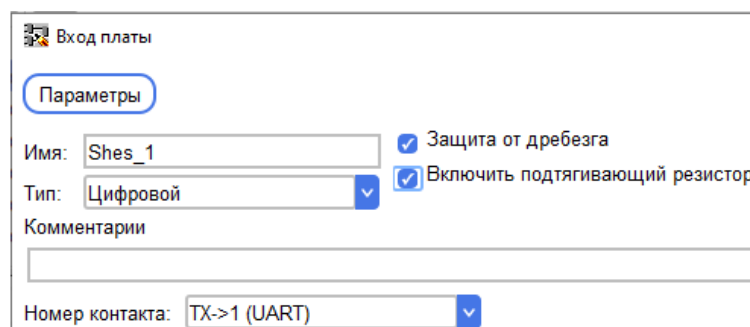 Вход платы
Параметры
Имя: Shes_1
Защита от дребезга
Тип: Цифровой
Включить подтягивающий резистор
Комментарии
Номер контакта: TX->1 (UART)